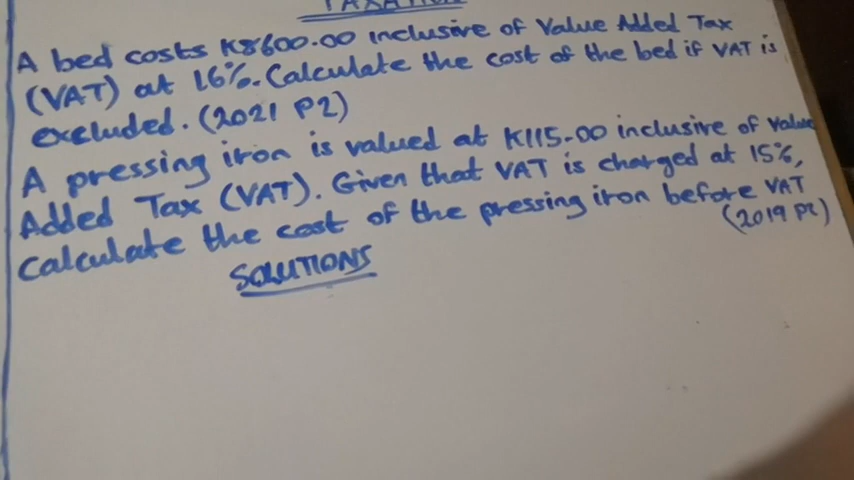 TAXATION
A bed costs K8600.00 inclusive of Value Added Tax
(VAT) at 16%. Calculate the cost of the bed if VAT is
excluded. (2021 P2)
A pressing iron is valued at K115.00 inclusive of Value
Added Tax (VAT). Given that VAT is charged at 15%,
Calculate the cost of the pressing iron before VAT
(2019 P2)
SOLUTIONS